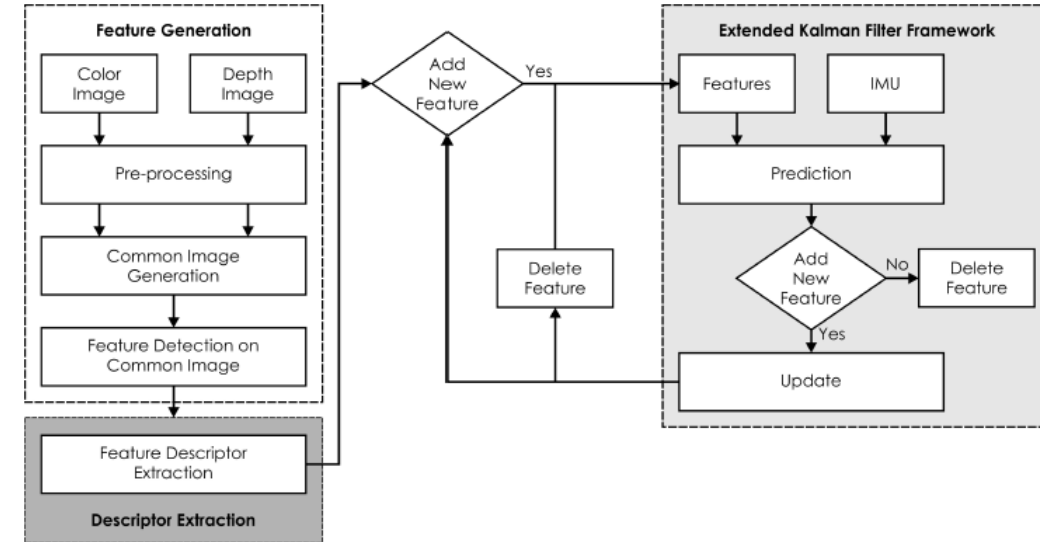 Feature Generation
Color
Image
Depth
Image
Pre-processing
Common Image
Generation
Feature Detection on
Common Image
Feature Descriptor
Extraction
Descriptor Extraction
Add
New
Feature
Yes
Delete
Feature
Extended Kalman Filter Framework
Features
IMU
Prediction
Add
New
Feature
No
Delete
Feature
Yes
Update